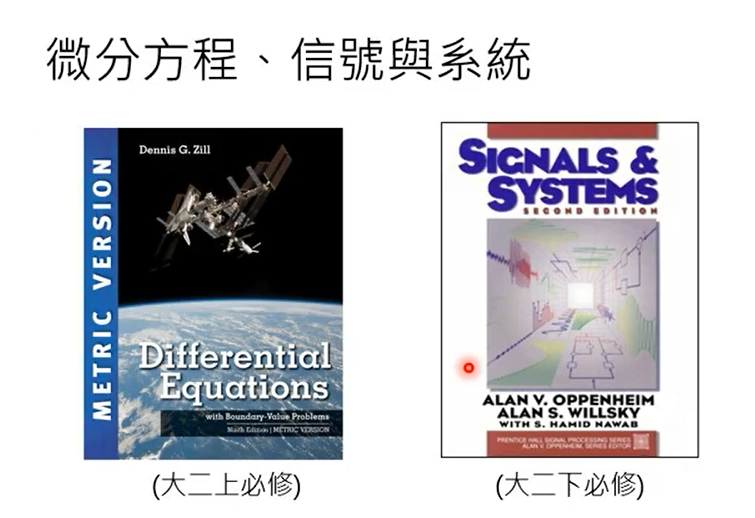 微分方程、信號與系統
METRIC VERSION
Dennis G. Zill
Differential
Equations
with Boundary-Value Problems
Ninth Edition | METRIC VERSION
(大二上必修)
SIGNALS &
SYSTEMS
SECOND EDITION
ALAN V. OPPENHEIM
ALAN S. WILLSKY
WITH S. HAMID NAWAB
PRENTICE HALL SIGNAL PROCESSING SERIES
ALAN V. OPPENHEIM, SERIES EDITOR
(大二下必修)